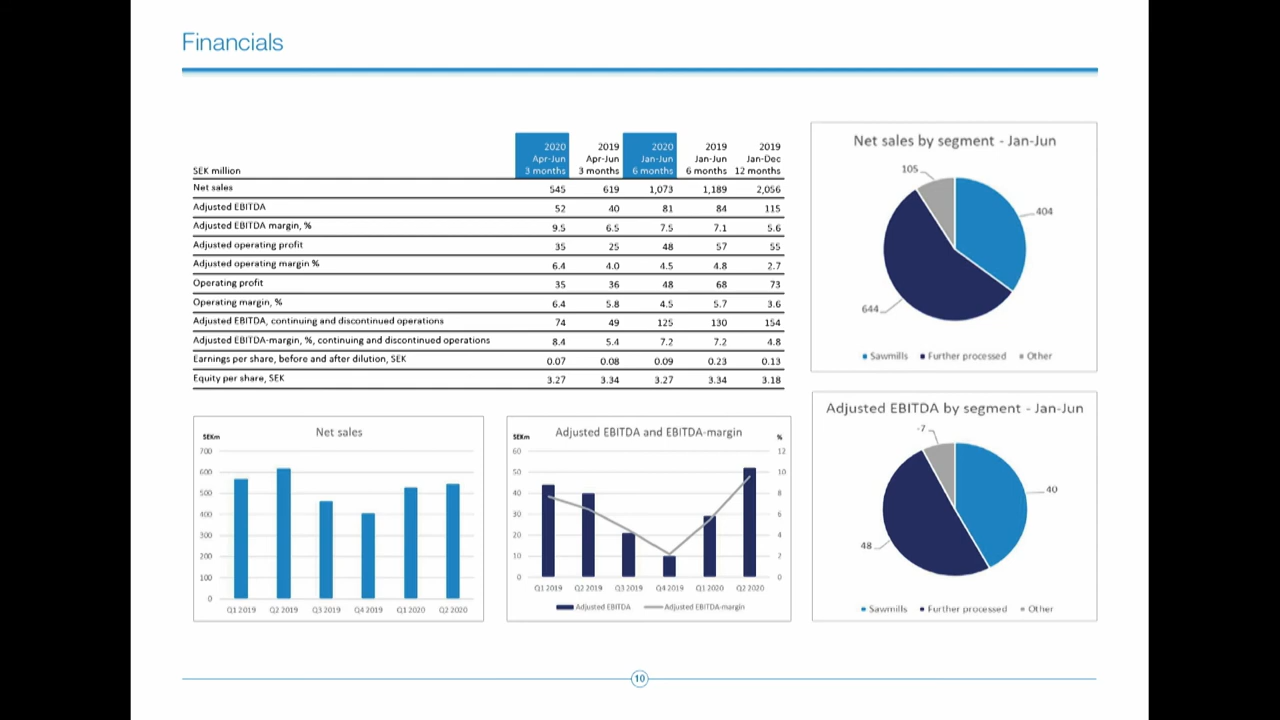 Financials
2020 2019 2020 2019 2019
Apr-Jun Apr-Jun Jan-Jun Jan-Jun Jan-Dec
SEK million 3 months 3 months 6 months 6 months 12 months
Net sales 545 619 1,073 1,189 2,056
Adjusted EBITDA 52 40 81 84 115
Adjusted EBITDA margin, % 9.5 6.5 7.5 7.1 5.6
Adjusted operating profit 35 25 48 57 55
Adjusted operating margin % 6.4 4.0 4.5 4.8 2.7
Operating profit 35 36 48 68 73
Operating margin, % 6.4 5.8 4.5 5.7 3.6
Adjusted EBITDA, continuing and discontinued operations 74 49 125 130 154
Adjusted EBITDA-margin, %, continuing and discontinued operations 8.4 5.4 7.2 7.2 4.8
Earnings per share, before and after dilution, SEK 0.07 0.08 0.09 0.23 0.13
Equity per share, SEK 3.27 3.34 3.27 3.34 3.18
Net sales by segment - Jan-Jun
105
404
644
Sawmills Further processed Other
Net sales
SEKm
700
600
500
400
300
200
100
0
Q1 2019 Q2 2019 Q3 2019 Q4 2019 Q1 2020 Q2 2020
Adjusted EBITDA and EBITDA-margin
SEKm %
60 12
50 10
40 8
30 6
20 4
10 2
0 0
Q1 2019 Q2 2019 Q3 2019 Q4 2019 Q1 2020 Q2 2020
Adjusted EBITDA Adjusted EBITDA-margin
Adjusted EBITDA by segment - Jan-Jun
-7
40
48
Sawmills Further processed Other
10